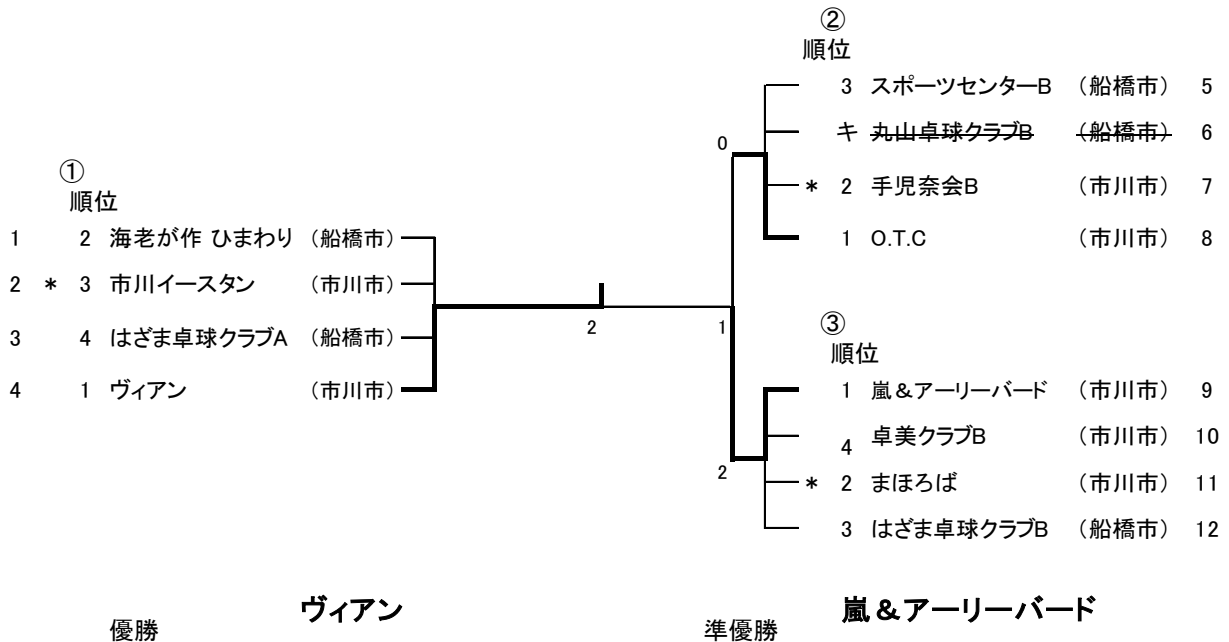 ②
順位
3 スポーツセンターB （船橋市） 5
キ 丸山卓球クラブB （船橋市） 6
0
* 2 手児奈会B （市川市） 7
1 O.T.C （市川市） 8
①
順位
1 2 海老が作 ひまわり （船橋市）
2 * 3 市川イースタン （市川市）
3 4 はざま卓球クラブA （船橋市）
4 1 ヴィアン （市川市）
2 1
③
順位
1 嵐＆アーリーバード （市川市） 9
4 卓美クラブB （市川市） 10
2
* 2 まほろば （市川市） 11
3 はざま卓球クラブB （船橋市） 12
優勝 ヴィアン 準優勝 嵐＆アーリーバード